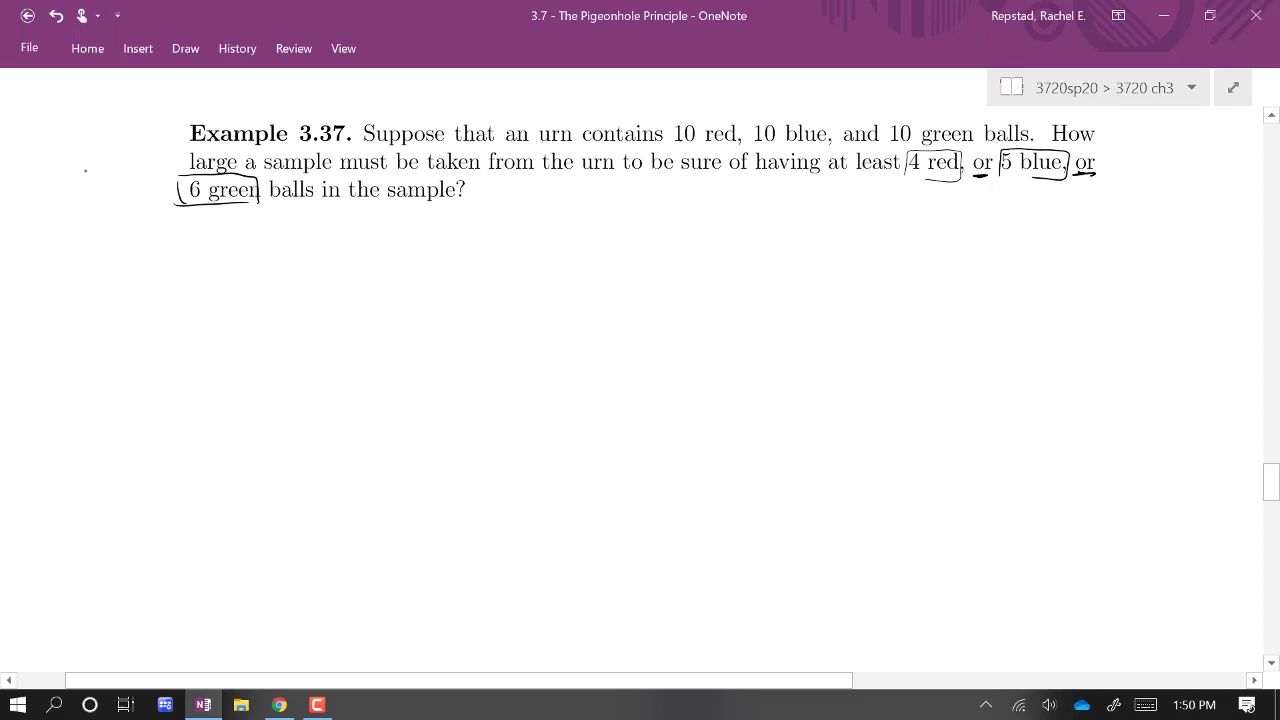 3.7 - The Pigeonhole Principle - OneNote
Repstad, Rachel E.
File Home Insert Draw History Review View
3720sp20 > 3720 ch3
Example 3.37. Suppose that an urn contains 10 red, 10 blue, and 10 green balls. How
large a sample must be taken from the urn to be sure of having at least 4 red, or 5 blue, or
6 green balls in the sample?
1:50 PM